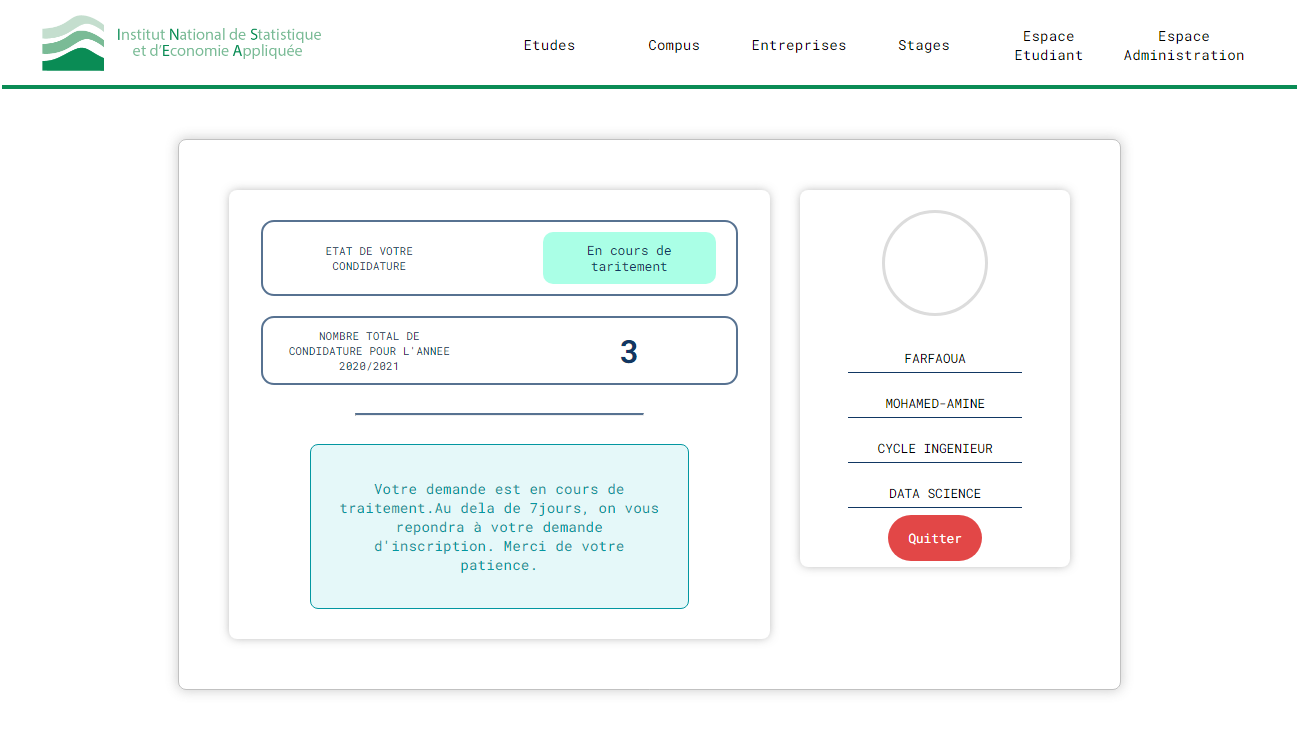 Institut National de Statistique
et d'Economie Appliquée
Etudes
Compus
Entreprises
Stages
Espace
Etudiant
Espace
Administration
ETAT DE VOTRE
CONDIDATURE
En cours de
taritement
NOMBRE TOTAL DE
CONDIDATURE POUR L'ANNEE
2020/2021
3
Votre demande est en cours de
traitement.Au dela de 7jours, on vous
repondra à votre demande
d'inscription. Merci de votre
patience.
FARFAOUA
MOHAMED-AMINE
CYCLE INGENIEUR
DATA SCIENCE
Quitter